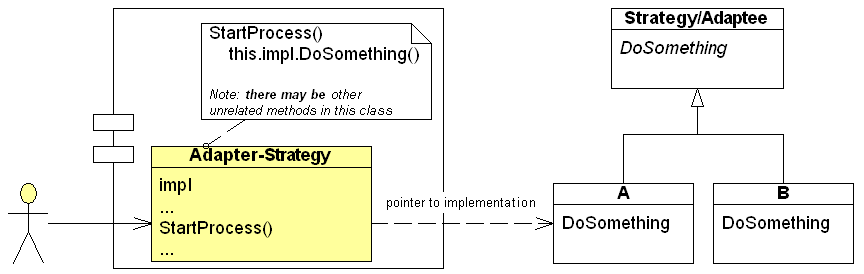 StartProcess()
this.impl.DoSomething()
Note: there may be other
unrelated methods in this class
Adapter-Strategy
impl
...
StartProcess()
...
pointer to implementation
Strategy/Adaptee
DoSomething
A
DoSomething
B
DoSomething